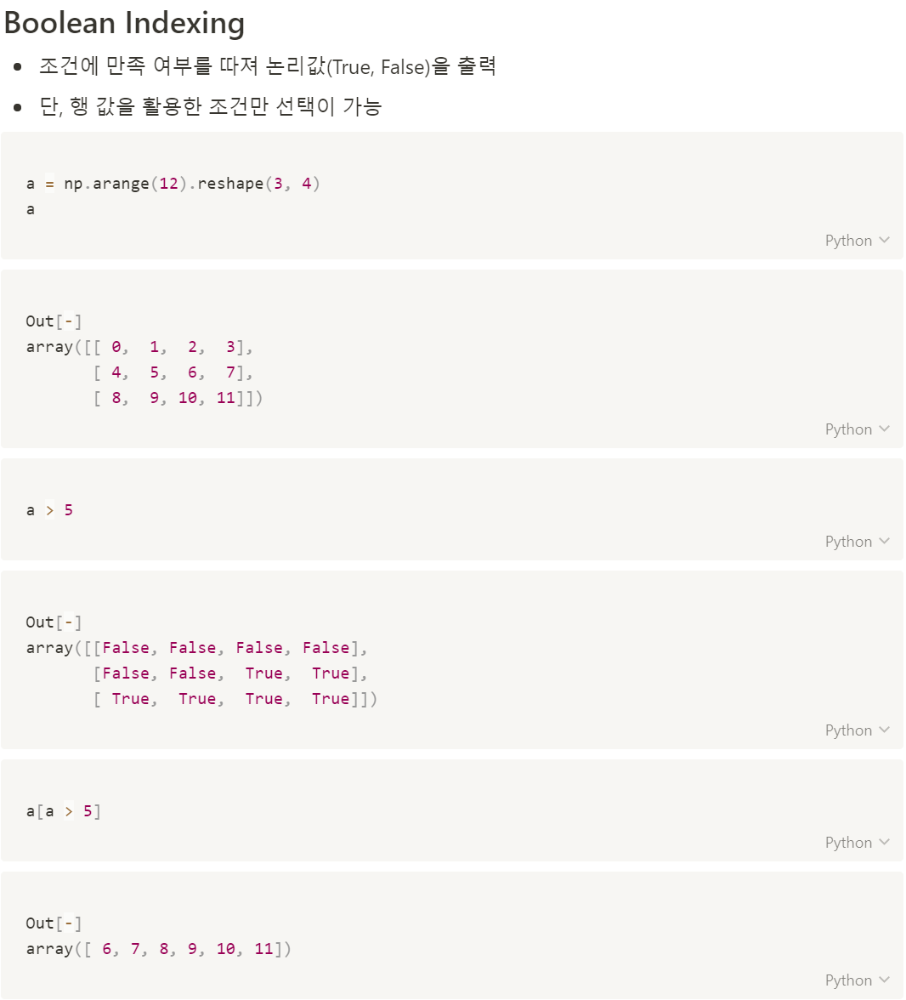 Boolean Indexing
• 조건에 만족 여부를 따져 논리값(True, False)을 출력
• 단, 행 값을 활용한 조건만 선택이 가능
a = np.arange(12).reshape(3, 4)
a
Python
Out[-]
array([[ 0,  1,  2,  3],
       [ 4,  5,  6,  7],
       [ 8,  9, 10, 11]])
Python
a > 5
Python
Out[-]
array([[False, False, False, False],
       [False, False,  True,  True],
       [ True,  True,  True,  True]])
Python
a[a > 5]
Python
Out[-]
array([ 6, 7, 8, 9, 10, 11])
Python